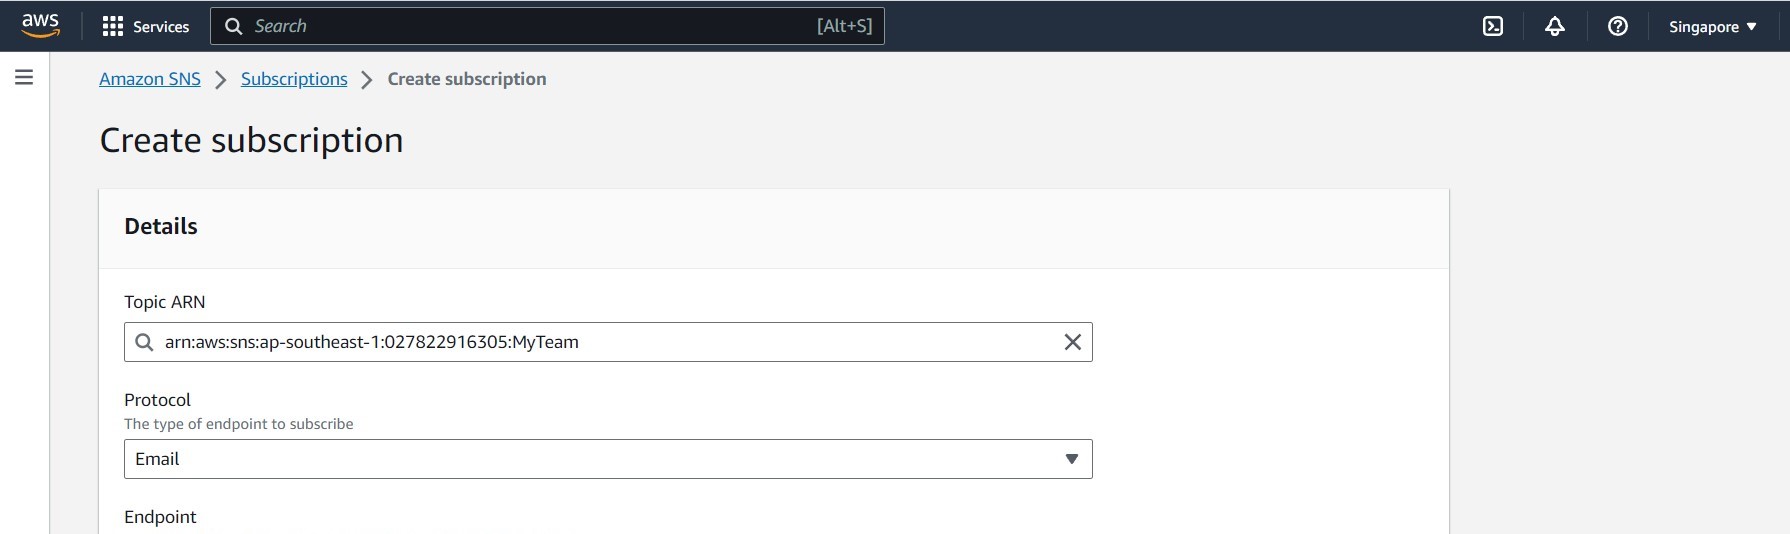 aws Services Search [Alt+S] Singapore
Amazon SNS Subscriptions Create subscription
Create subscription
Details
Topic ARN
arn:aws:sns:ap-southeast-1:027822916305:MyTeam
Protocol
The type of endpoint to subscribe
Email
Endpoint